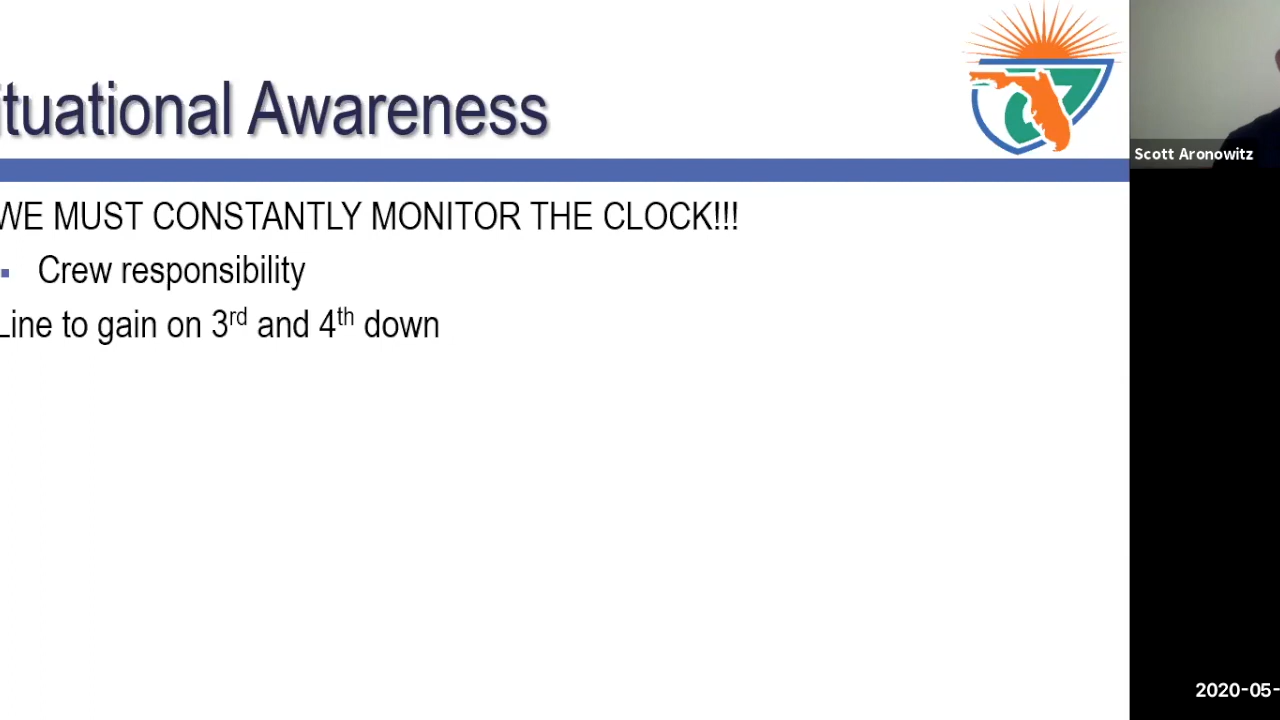 ituational Awareness
WE MUST CONSTANTLY MONITOR THE CLOCK!!!
Crew responsibility
Line to gain on 3rd and 4th down
Scott Aronowitz
2020-05-